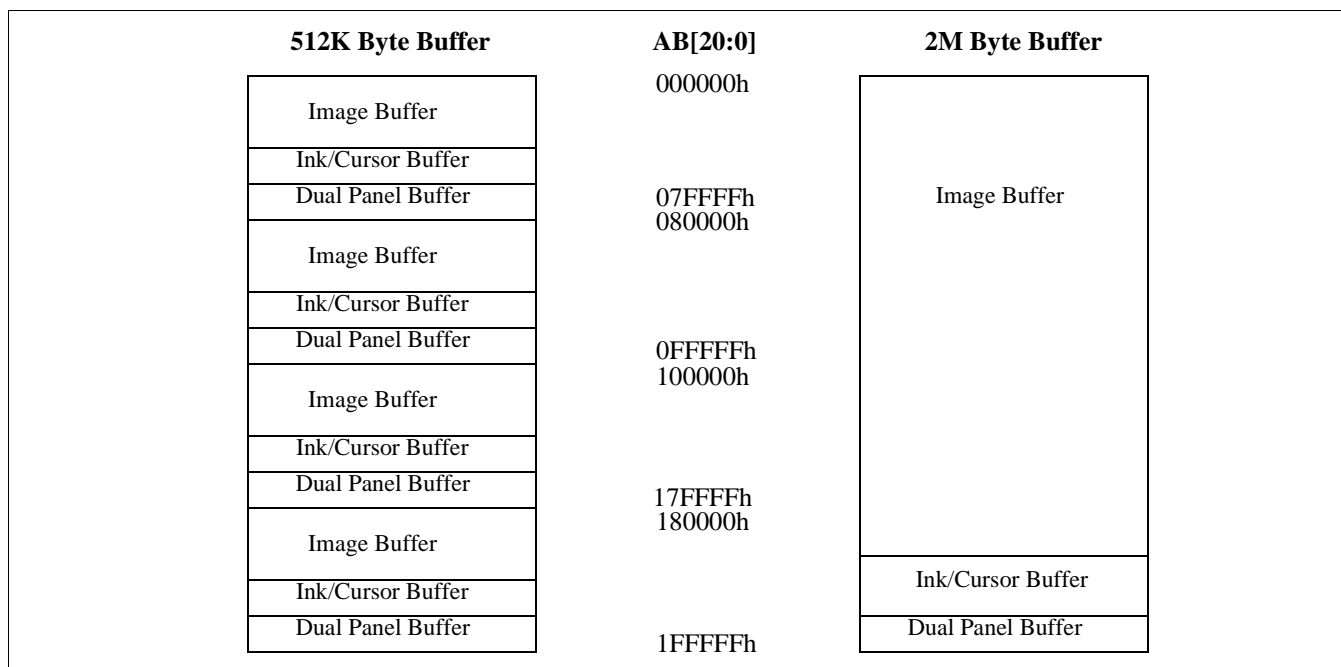 512K Byte Buffer AB[20:0] 2M Byte Buffer
000000h
Image Buffer
Ink/Cursor Buffer
Dual Panel Buffer 07FFFFh Image Buffer
080000h
Image Buffer
Ink/Cursor Buffer
Dual Panel Buffer
0FFFFFh
100000h
Image Buffer
Ink/Cursor Buffer
Dual Panel Buffer
17FFFFh
180000h
Image Buffer
Ink/Cursor Buffer
Ink/Cursor Buffer
Dual Panel Buffer Dual Panel Buffer
1FFFFFh